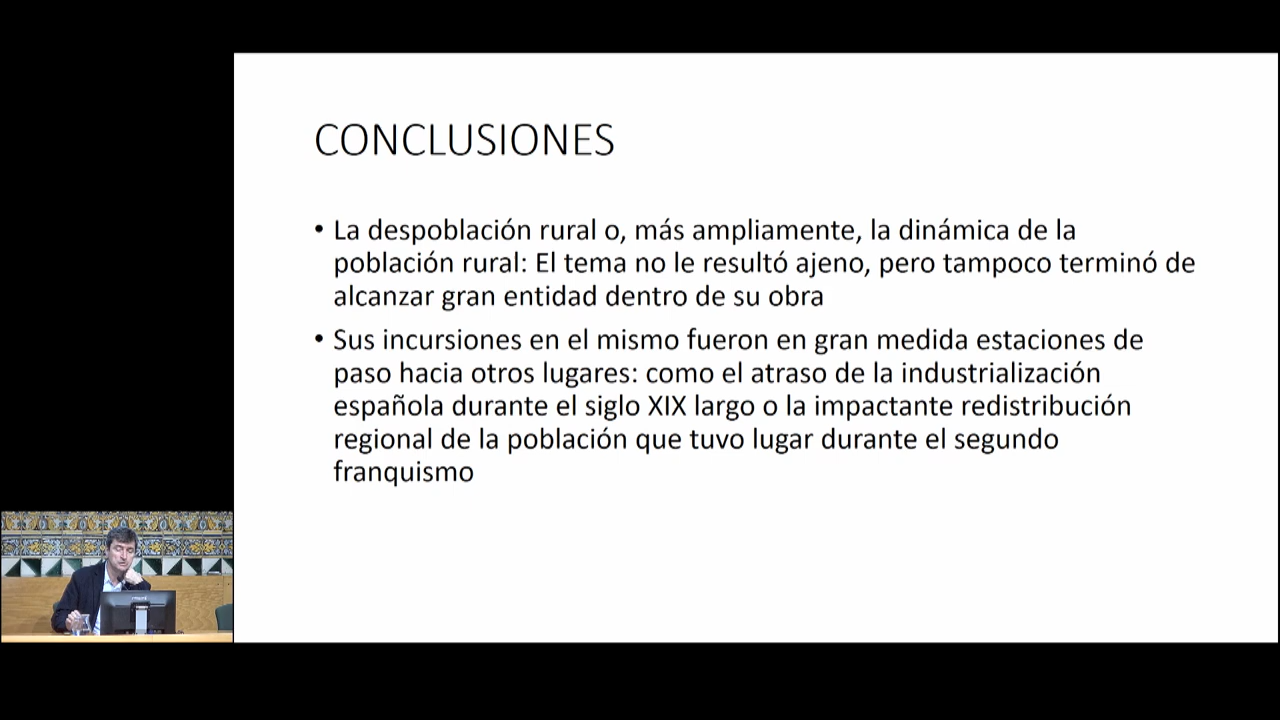 CONCLUSIONES
• La despoblación rural o, más ampliamente, la dinámica de la
población rural: El tema no le resultó ajeno, pero tampoco terminó de
alcanzar gran entidad dentro de su obra
• Sus incursiones en el mismo fueron en gran medida estaciones de
paso hacia otros lugares: como el atraso de la industrialización
española durante el siglo XIX largo o la impactante redistribución
regional de la población que tuvo lugar durante el segundo
franquismo